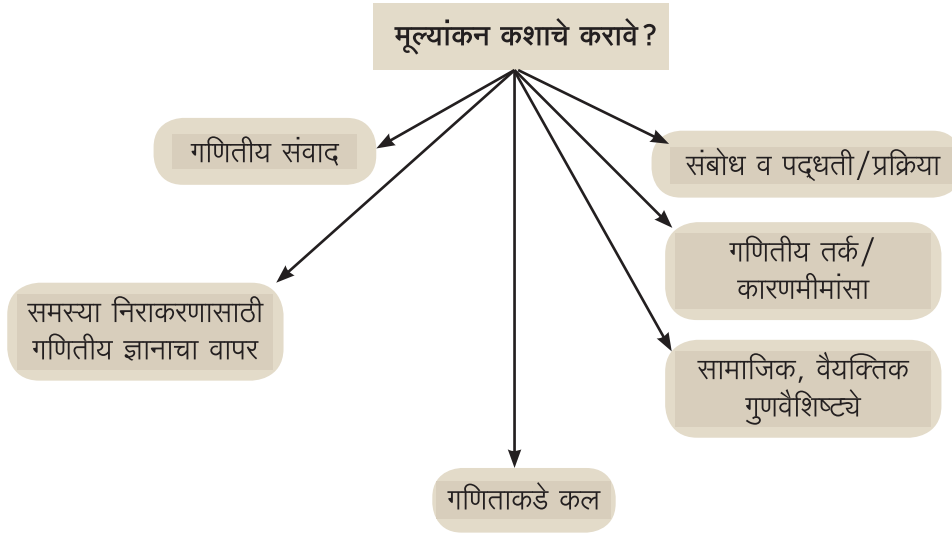 मूल्यांकन कशाचे करावे?
गणितीय संवाद
संबोध व पद्धती/प्रक्रिया
गणितीय तर्क/
कारणमीमांसा
समस्या निराकरणासाठी
गणितीय ज्ञानाचा वापर
सामाजिक, वैयक्तिक
गुणवैशिष्ट्ये
गणिताकडे कल